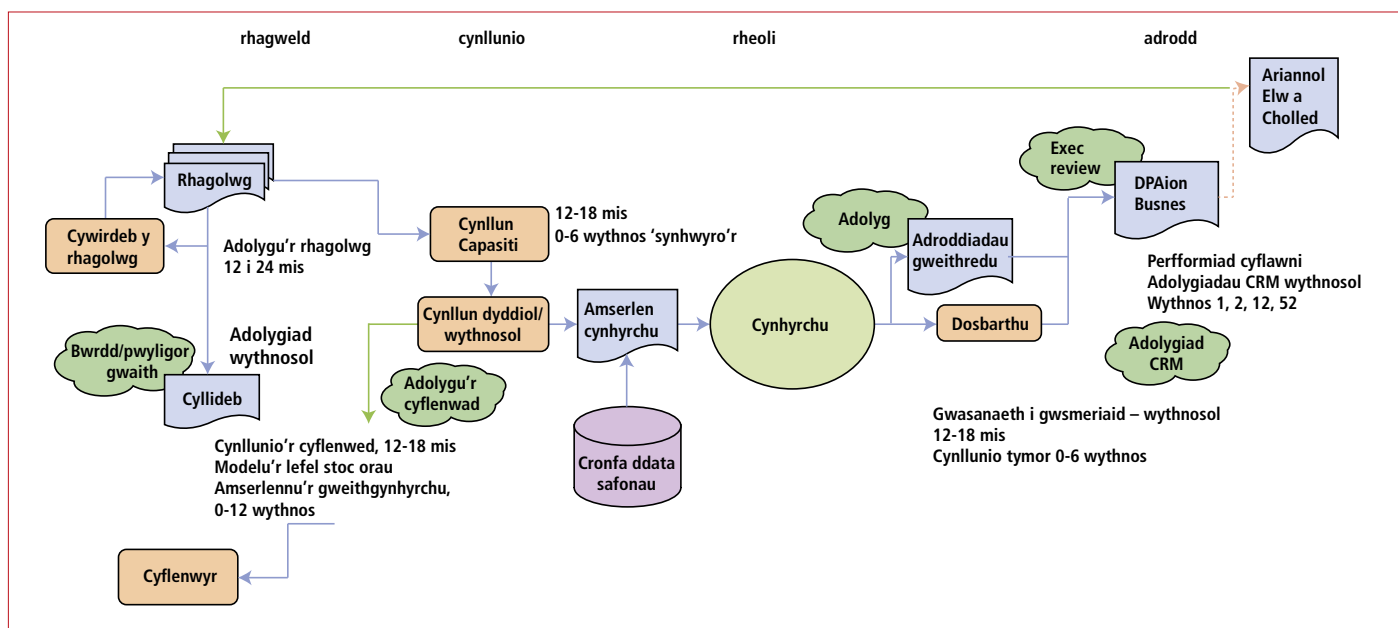 rhagweld
cynllunio
rheoli
adrodd
Ariannol
Elw a
Cholled
Rhagolwg
Cywirdeb y
rhagolwg
Adolygu'r rhagolwg
12 i 24 mis
Bwrdd/pwyligor
gwaith
Adolygiad
wythnosol
Cyllideb
Cynllun
Capasiti
12-18 mis
0-6 wythnos ‘synhwyro'r
Cynllun dyddiol/
wythnosol
Adolygu'r
cyflenwad
Cynllunio'r cyflenwed, 12-18 mis
Modelu'r lefel stoc orau
Amserlennu'r gweithgynhyrchu,
0-12 wythnos
Cyflenwyr
Amserlen
cynhyrchu
Cronfa ddata
safonau
Cynhyrchu
Adolyg
Adroddiadau
gweithredu
Dosbarthu
Exec
review
DPAion
Busnes
Perfformiad cyflawni
Adolygiadau CRM wythnosol
Wythnos 1, 2, 12, 52
Adolygiad
CRM
Gwasanaeth i gwsmeriaid – wythnosol
12-18 mis
Cynllunio tymor 0-6 wythnos